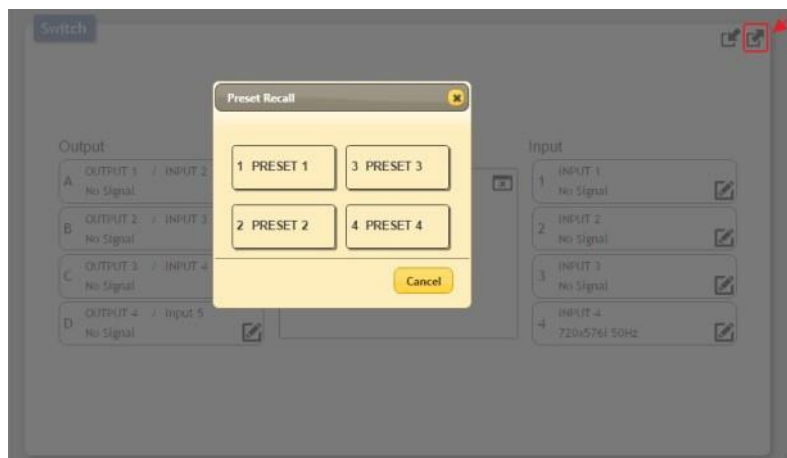 Switch
Preset Recall
1 PRESET 1
3 PRESET 3
2 PRESET 2
4 PRESET 4
Cancel
Output
A OUTPUT 1 / INPUT 2
No Signal
B OUTPUT 2 / INPUT 3
No Signal
C OUTPUT 3 / INPUT 4
No Signal
D OUTPUT 4 / Input 5
No Signal
Input
1 INPUT 1
No Signal
2 INPUT 2
No Signal
3 INPUT 3
No Signal
4 INPUT 4
720x576i 50Hz